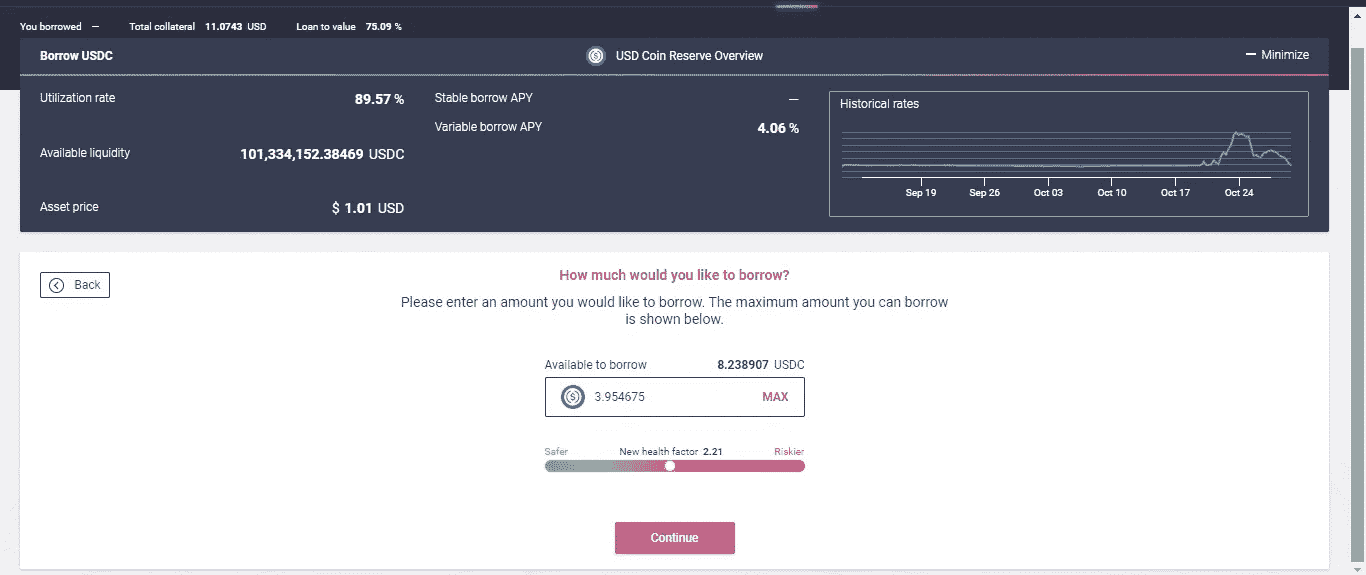 You borrowed — Total collateral 11.0743 USD Loan to value 75.09 %
Borrow USDC USD Coin Reserve Overview — Minimize
Utilization rate 89.57 % Stable borrow APY —
Variable borrow APY 4.06 %
Available liquidity 101,334,152.38469 USDC
Asset price $ 1.01 USD
Historical rates
Sep 19 Sep 26 Oct 03 Oct 10 Oct 17 Oct 24
Back
How much would you like to borrow?
Please enter an amount you would like to borrow. The maximum amount you can borrow
is shown below.
Available to borrow 8.238907 USDC
3.954675 MAX
Safer New health factor 2.21 Riskier
Continue